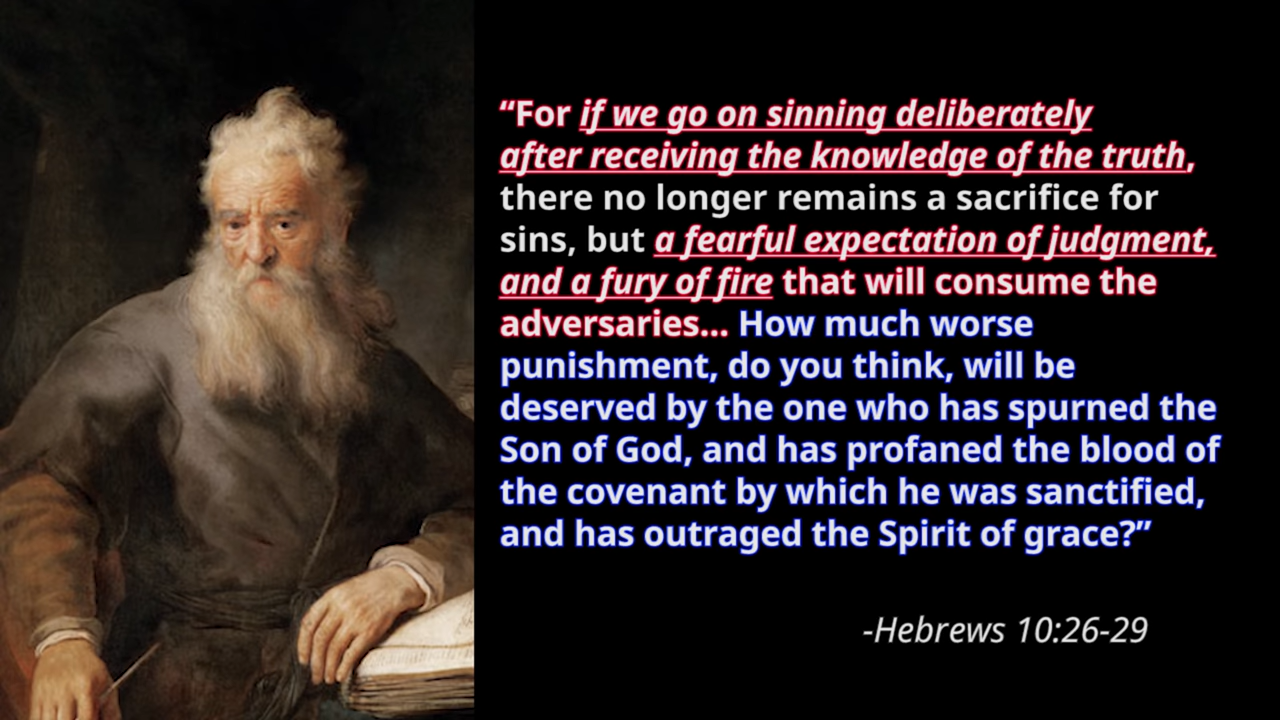 “For if we go on sinning deliberately
after receiving the knowledge of the truth,
there no longer remains a sacrifice for
sins, but a fearful expectation of judgment,
and a fury of fire that will consume the
adversaries... How much worse
punishment, do you think, will be
deserved by the one who has spurned the
Son of God, and has profaned the blood of
the covenant by which he was sanctified,
and has outraged the Spirit of grace?”
-Hebrews 10:26-29